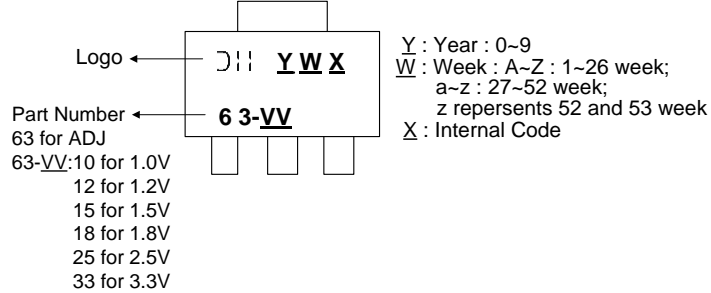 Logo
Y W X
Part Number
63 for ADJ
6 3-VV
63-VV:10 for 1.0V
12 for 1.2V
15 for 1.5V
18 for 1.8V
25 for 2.5V
33 for 3.3V
Y : Year : 0~9
W : Week : A~Z : 1~26 week;
a~z : 27~52 week;
z repersents 52 and 53 week
X : Internal Code